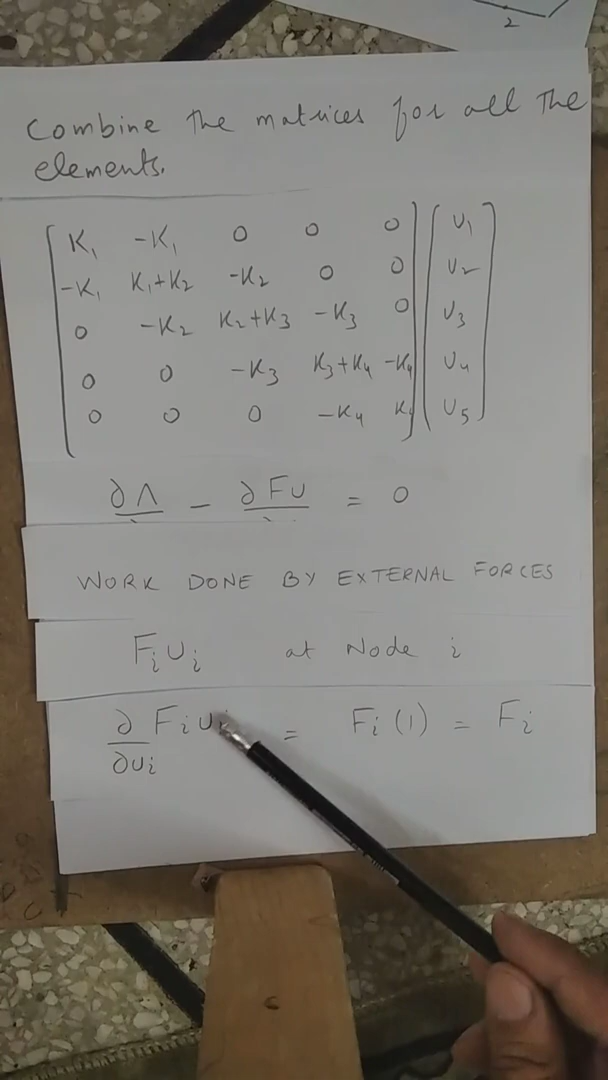 2
Combine the matrices for all the
elements.
K₁ -K₁ 0 0 0 U₁
-K₁ K₁+K₂ -K₂ 0 0 U₂
0 -K₂ K₂+K₃ -K₃ 0 U₃
0 0 -K₃ K₃+K₄ -K₄ U₄
0 0 0 -K₄ U₅
∂Λ - ∂FU = 0
WORK DONE BY EXTERNAL FORCES
FᵢUᵢ at Node i
∂ FᵢUᵢ = Fᵢ(1) = Fᵢ
∂Uᵢ